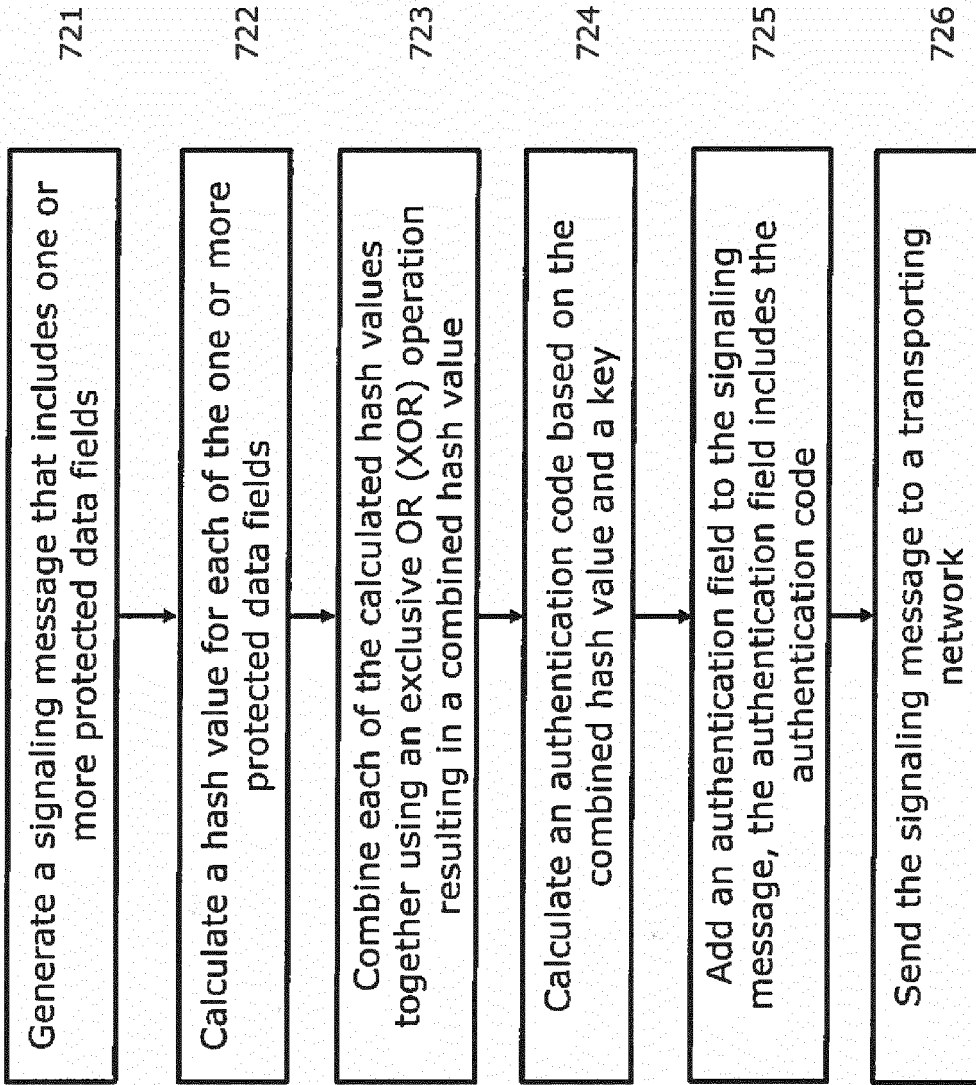 Generate a signaling message that includes one or
more protected data fields
721
Calculate a hash value for each of the one or more
protected data fields
722
Combine each of the calculated hash values
together using an exclusive OR (XOR) operation
resulting in a combined hash value
723
Calculate an authentication code based on the
combined hash value and a key
724
Add an authentication field to the signaling
message, the authentication field includes the
authentication code
725
Send the signaling message to a transporting
network
726